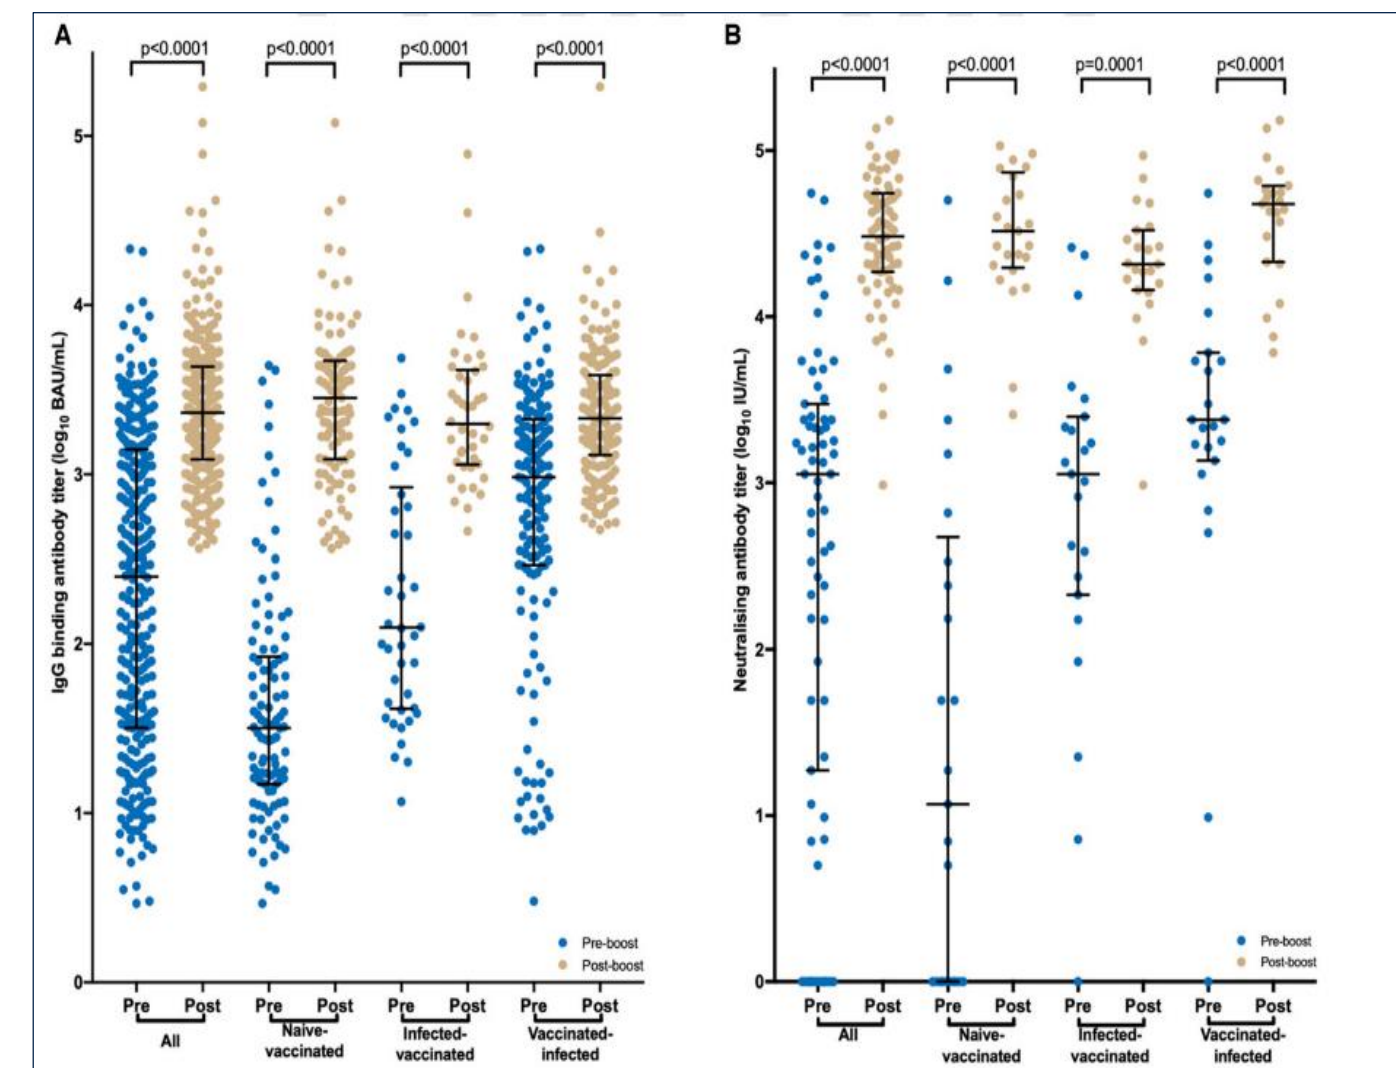 A
p<0.0001 p<0.0001 p<0.0001 p<0.0001
IgG binding antibody titer (log10 BAU/mL)
5
4
3
2
1
0
Pre-boost
Post-boost
Pre Post Pre Post Pre Post Pre Post
All Naive- Infected- Vaccinated-
vaccinated vaccinated infected
B
p<0.0001 p<0.0001 p=0.0001 p<0.0001
Neutralising antibody titer (log10 IU/mL)
5
4
3
2
1
0
Pre-boost
Post-boost
Pre Post Pre Post Pre Post Pre Post
All Naive- Infected- Vaccinated-
vaccinated vaccinated infected